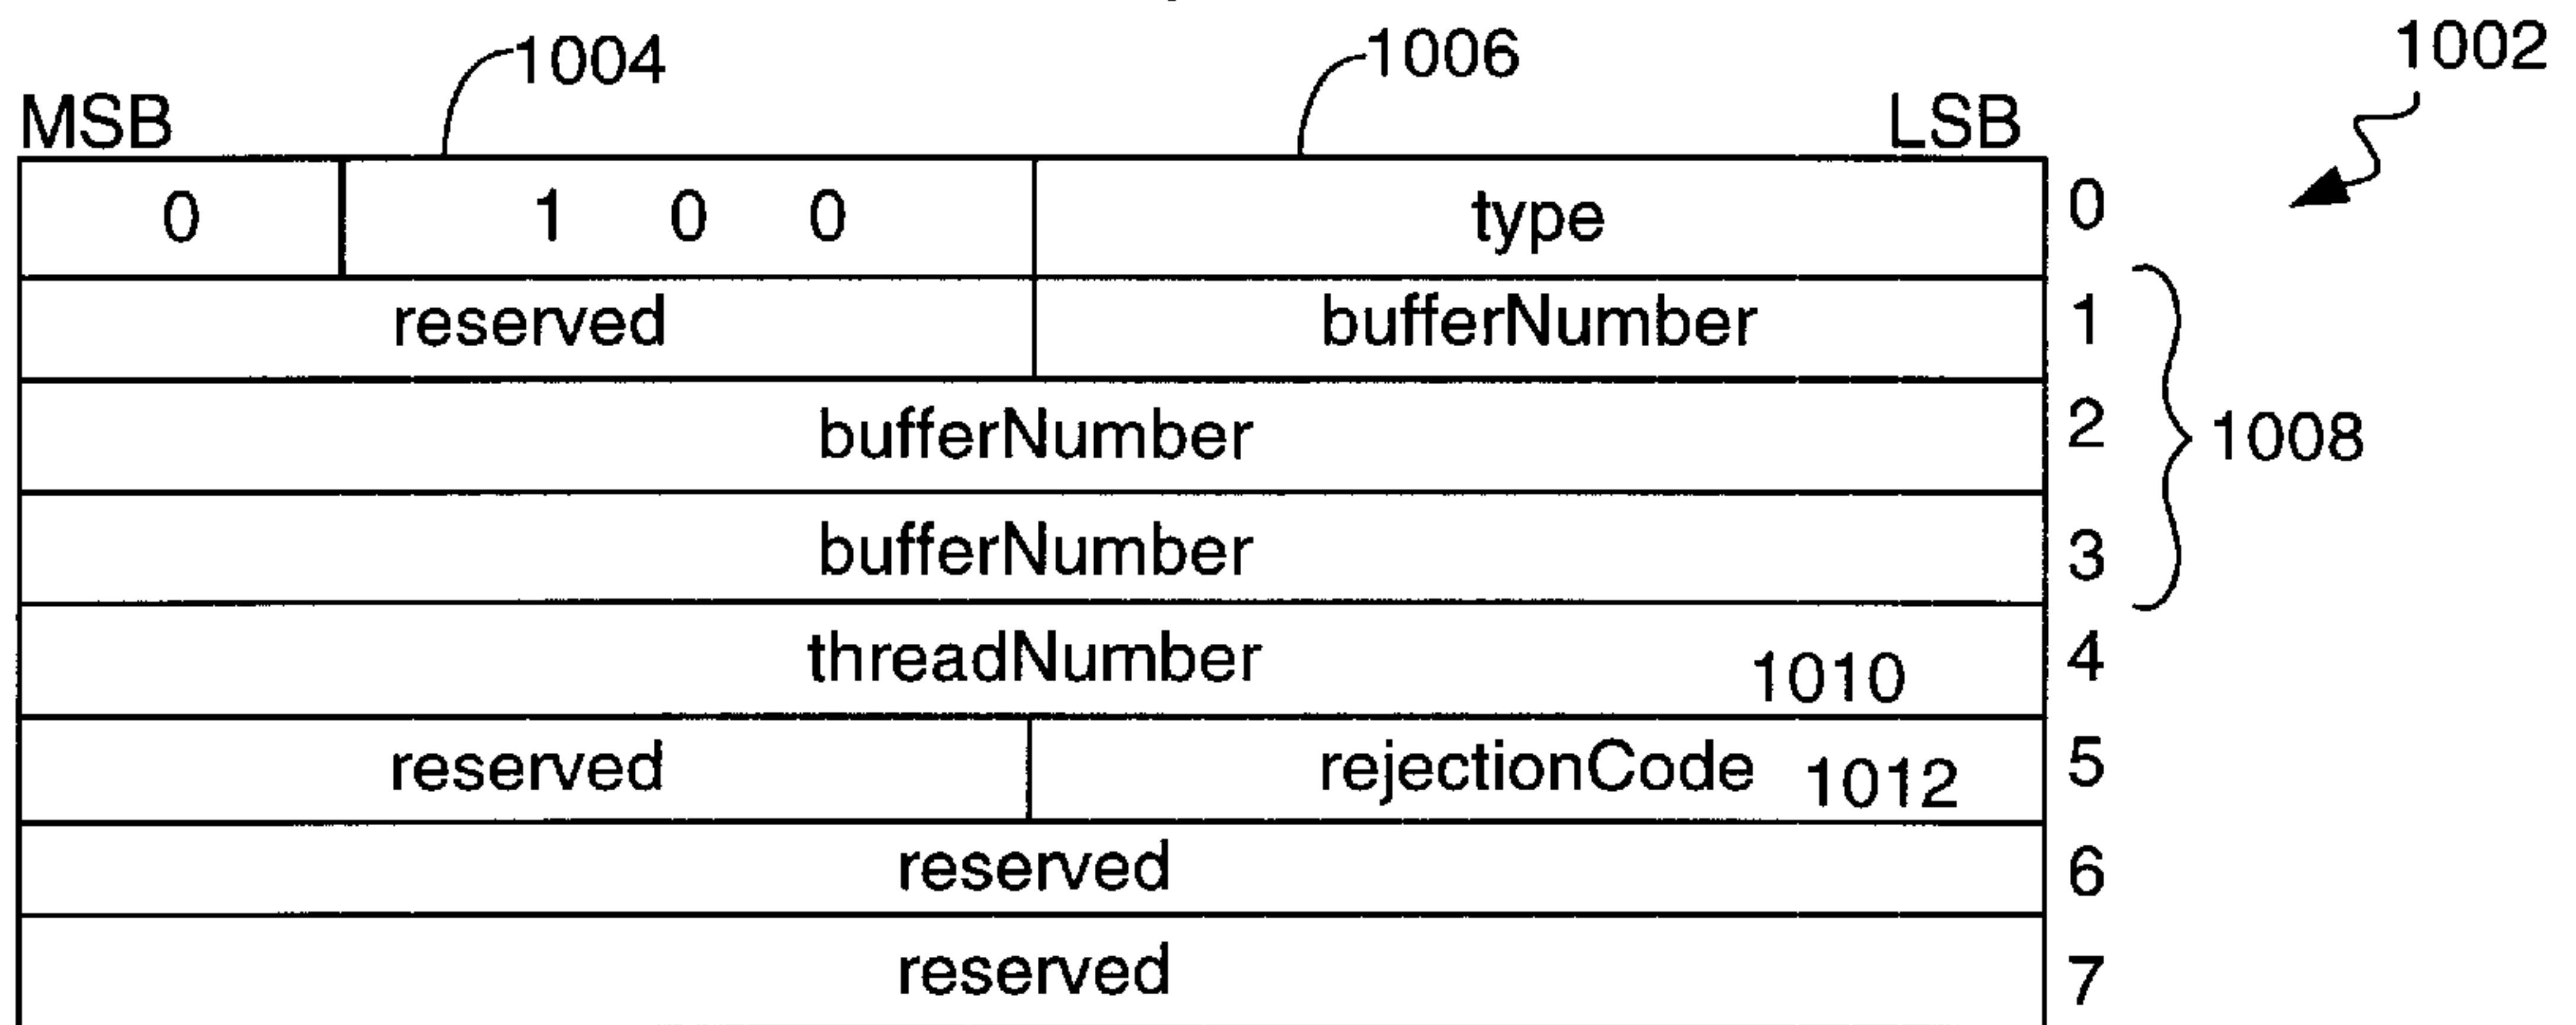 1004 1006 1002
MSB LSB
0 1 0 0 type 0
reserved bufferNumber 1
bufferNumber 2
1008
bufferNumber 3
threadNumber 1010 4
reserved rejectionCode 1012 5
reserved 6
reserved 7